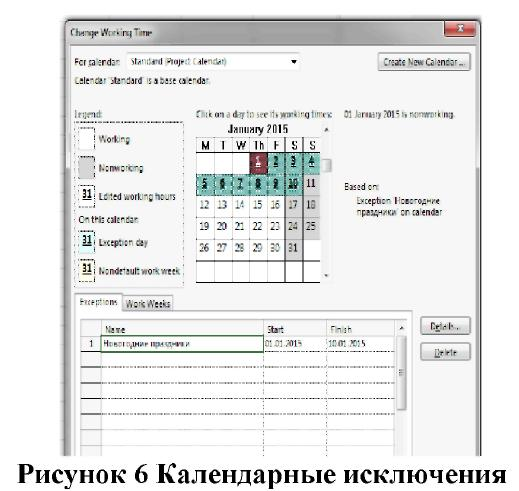 Change Working Time
For calendar: Standard (Project Calendar)
Create New Calendar ...
Calendar 'Standard' is a base calendar.
Legend:
Click on a day to see its working times:
01 January 2015 is nonworking.
Working
Nonworking
31 Edited working hours
On this calendar:
31 Exception day
31 Nondefault work week
January 2015
M T W Th F S S
1 2 3 4
5 6 7 8 9 10 11
12 13 14 15 16 17 18
19 20 21 22 23 24 25
26 27 28 29 30 31
Based on:
Exception 'Новогодние
праздники' on calendar
Exceptions Work Weeks
Name Start Finish
1 Новогодние праздники 01.01.2015 10.01.2015
Details...
Delete
Рисунок 6 Календарные исключения